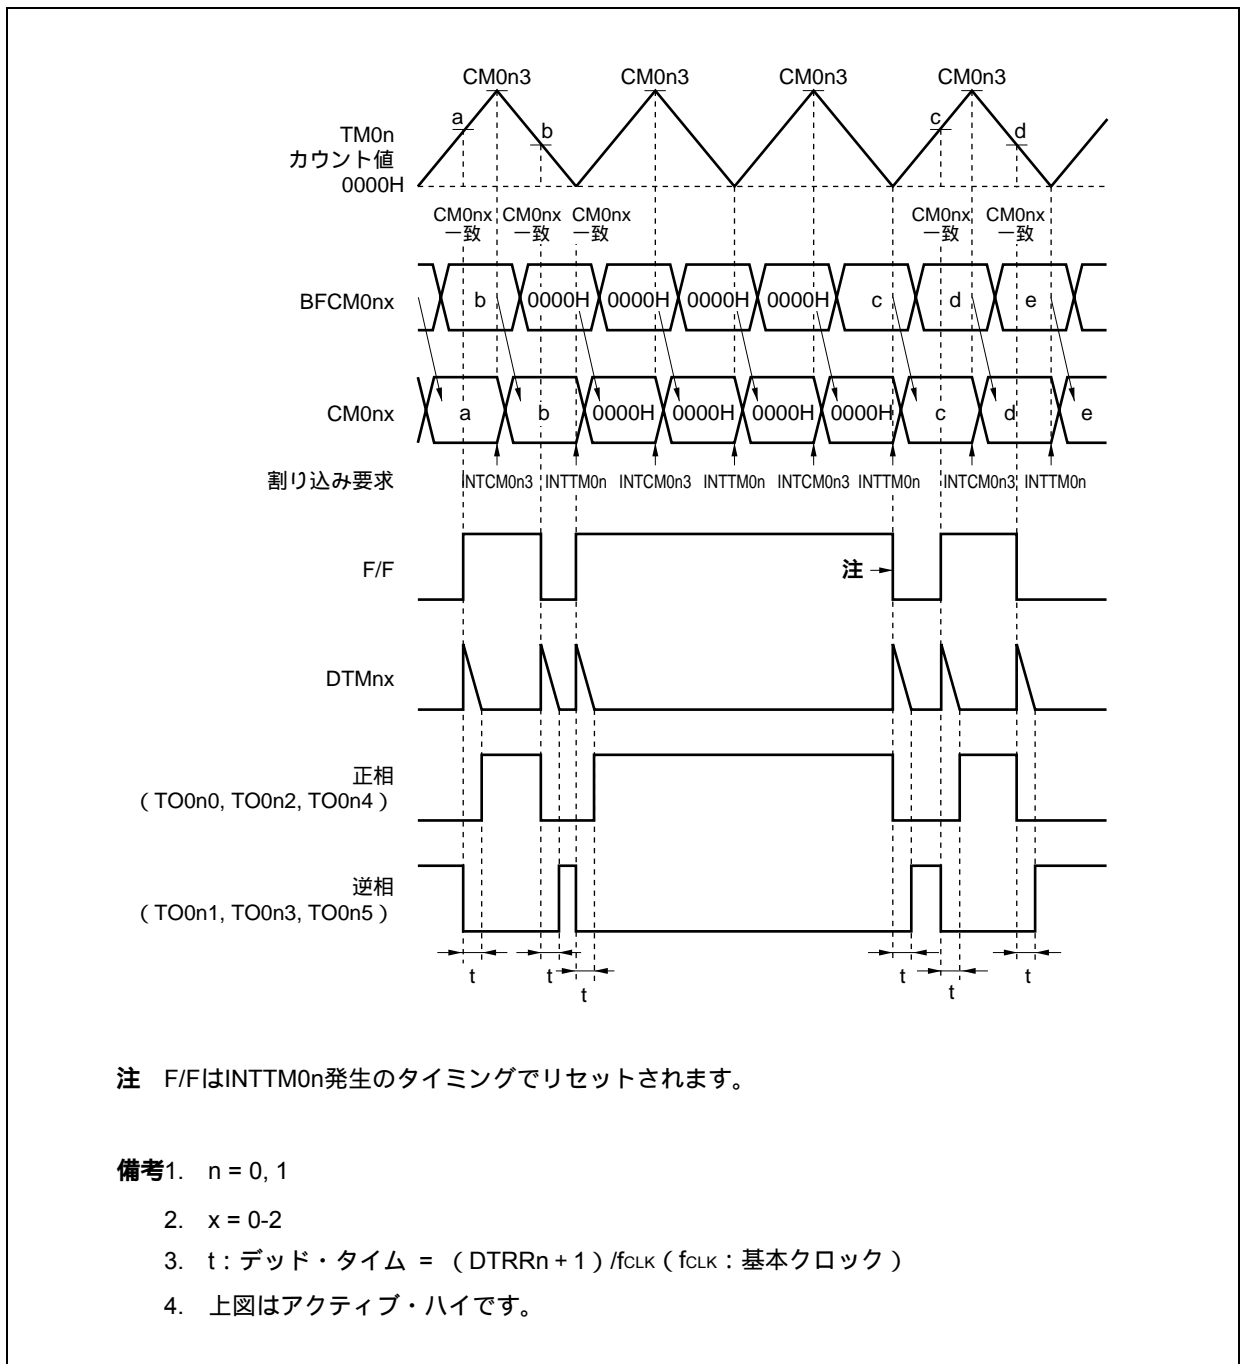 CM0n3 CM0n3 CM0n3 CM0n3
a b c d
TM0n
カウント値
0000H
CM0nx CM0nx CM0nx CM0nx CM0nx
一致 一致 一致 一致 一致
BFCM0nx b 0000H 0000H 0000H 0000H c d e
CM0nx a b 0000H 0000H 0000H 0000H c d e
割り込み要求 INTCM0n3 INTTM0n INTCM0n3 INTTM0n INTCM0n3 INTTM0n INTCM0n3 INTTM0n
F/F 注
DTMnx
正相
(TO0n0, TO0n2, TO0n4)
逆相
(TO0n1, TO0n3, TO0n5)
t t t t t t
注 F/FはINTTM0n発生のタイミングでリセットされます。
備考1. n = 0, 1
2. x = 0-2
3. t:デッド・タイム = (DTRRn + 1)/fCLK(fCLK:基本クロック)
4. 上図はアクティブ・ハイです。